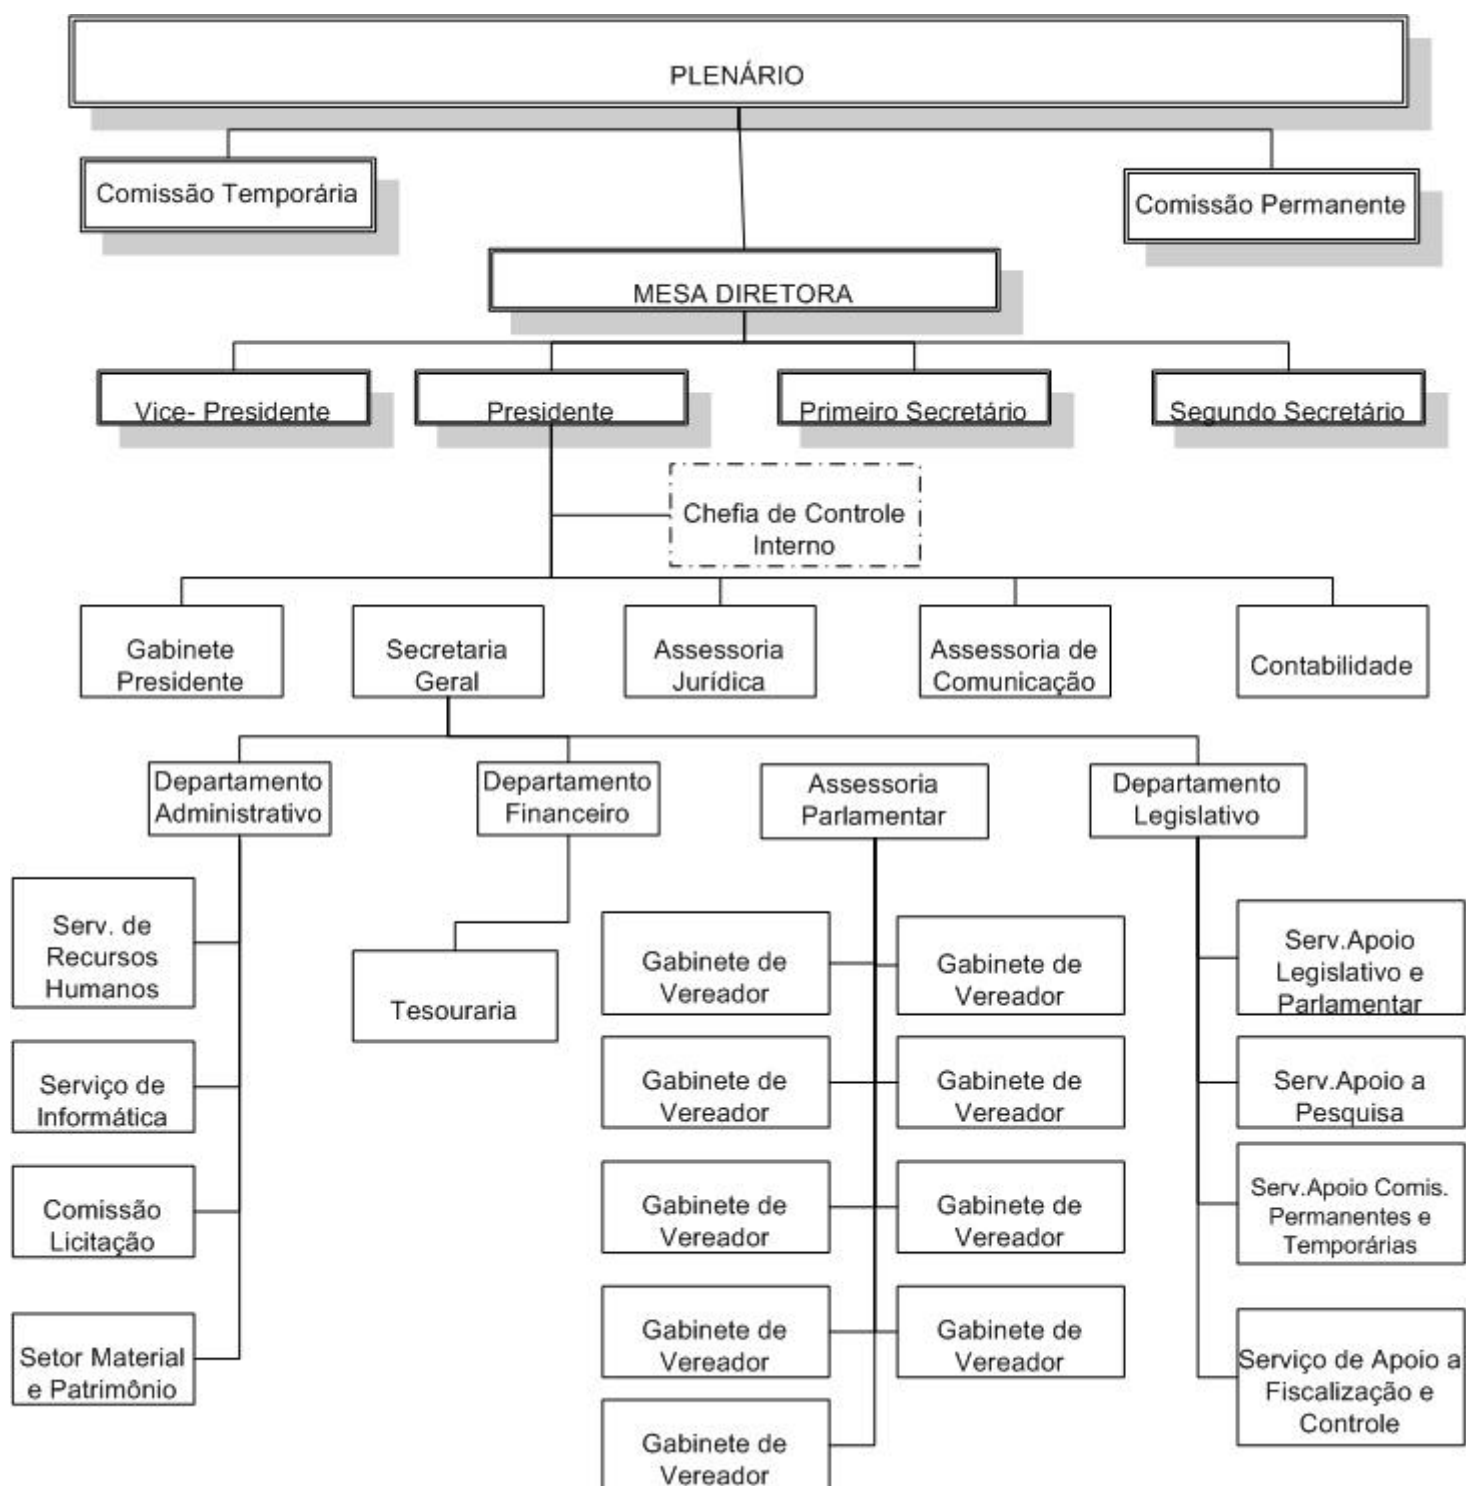 PLENÁRIO
Comissão Temporária
Comissão Permanente
MESA DIRETORA
Vice- Presidente
Presidente
Primeiro Secretário
Segundo Secretário
Chefia de Controle
Interno
Gabinete
Presidente
Secretaria
Geral
Assessoria
Jurídica
Assessoria de
Comunicação
Contabilidade
Departamento
Administrativo
Departamento
Financeiro
Assessoria
Parlamentar
Departamento
Legislativo
Serv. de
Recursos
Humanos
Serviço de
Informática
Comissão
Licitação
Setor Material
e Patrimônio
Tesouraria
Gabinete de
Vereador
Gabinete de
Vereador
Gabinete de
Vereador
Gabinete de
Vereador
Gabinete de
Vereador
Gabinete de
Vereador
Gabinete de
Vereador
Gabinete de
Vereador
Gabinete de
Vereador
Serv.Apoio
Legislativo e
Parlamentar
Serv.Apoio a
Pesquisa
Serv.Apoio Comis.
Permanentes e
Temporárias
Serviço de Apoio a
Fiscalização e
Controle